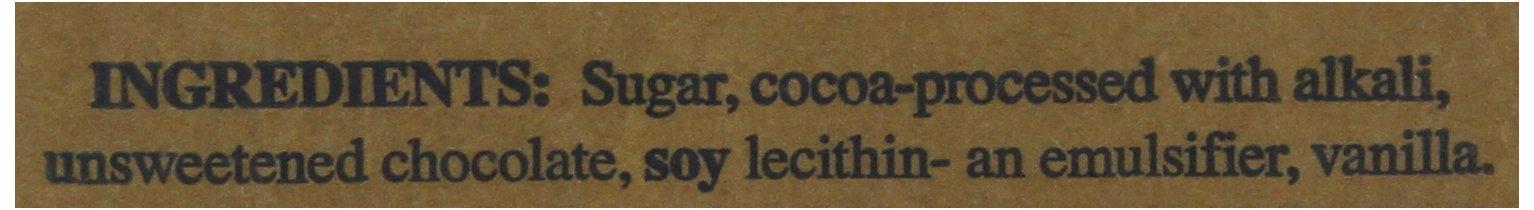 INGREDIENTS: Sugar, cocoa-processed with alkali,
unsweetened chocolate, soy lecithin- an emulsifier, vanilla.